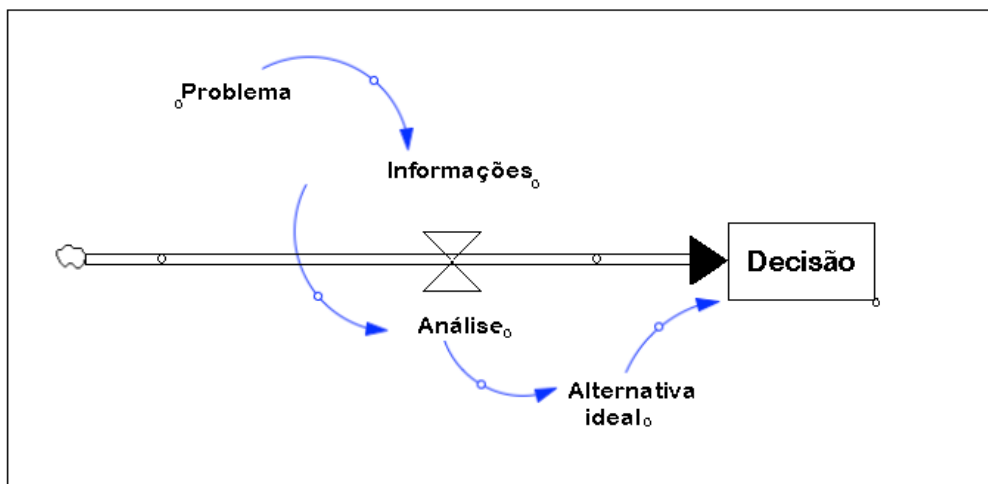 Problema
Informações
Decisão
Análise
Alternativa
ideal